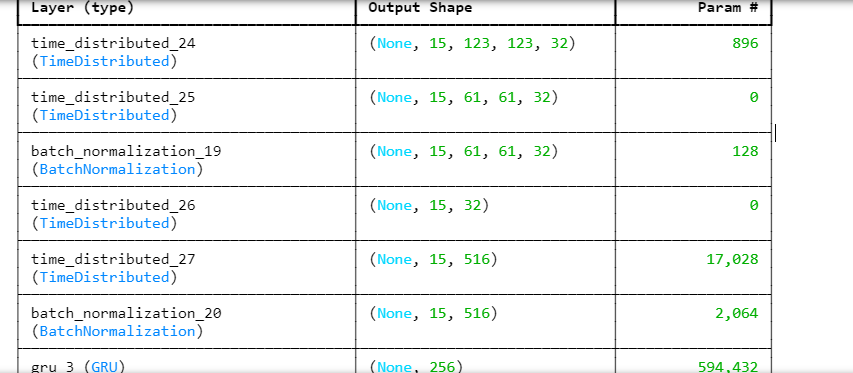 Layer (type) Output Shape Param #
time_distributed_24 (None, 15, 123, 123, 32) 896
(TimeDistributed)
time_distributed_25 (None, 15, 61, 61, 32) 0
(TimeDistributed)
batch_normalization_19 (None, 15, 61, 61, 32) 128
(BatchNormalization)
time_distributed_26 (None, 15, 32) 0
(TimeDistributed)
time_distributed_27 (None, 15, 516) 17,028
(TimeDistributed)
batch_normalization_20 (None, 15, 516) 2,064
(BatchNormalization)
gru_3 (GRU) (None, 256) 594,432